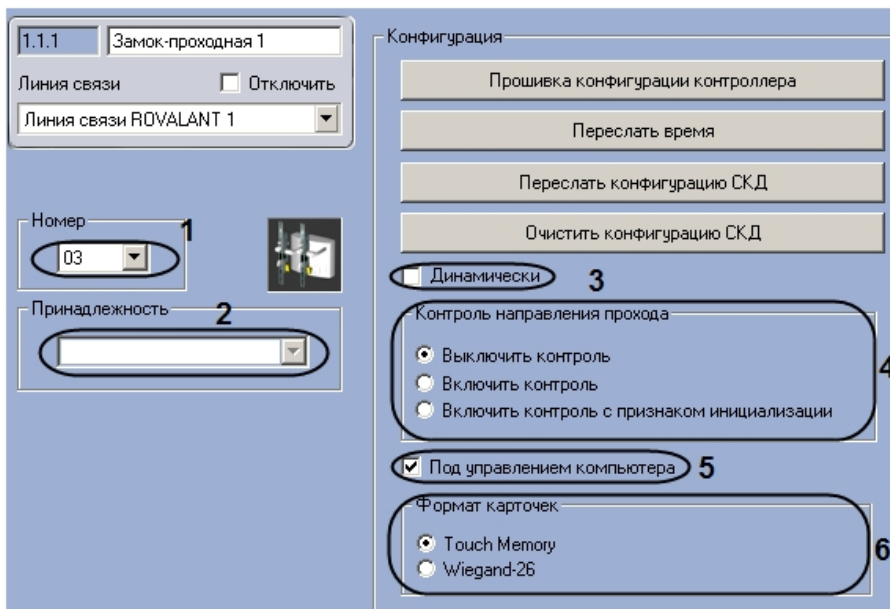 1.1.1 Замок-проходная 1
Линия связи Отключить
Линия связи ROVALANT 1
Номер 1
03
Принадлежность 2
Конфигурация
Прошивка конфигурации контроллера
Переслать время
Переслать конфигурацию СКД
Очистить конфигурацию СКД
Динамически 3
Контроль направления прохода
Выключить контроль
4
Включить контроль
Включить контроль с признаком инициализации
Под управлением компьютера 5
Формат карточек
Touch Memory
6
Wiegand-26